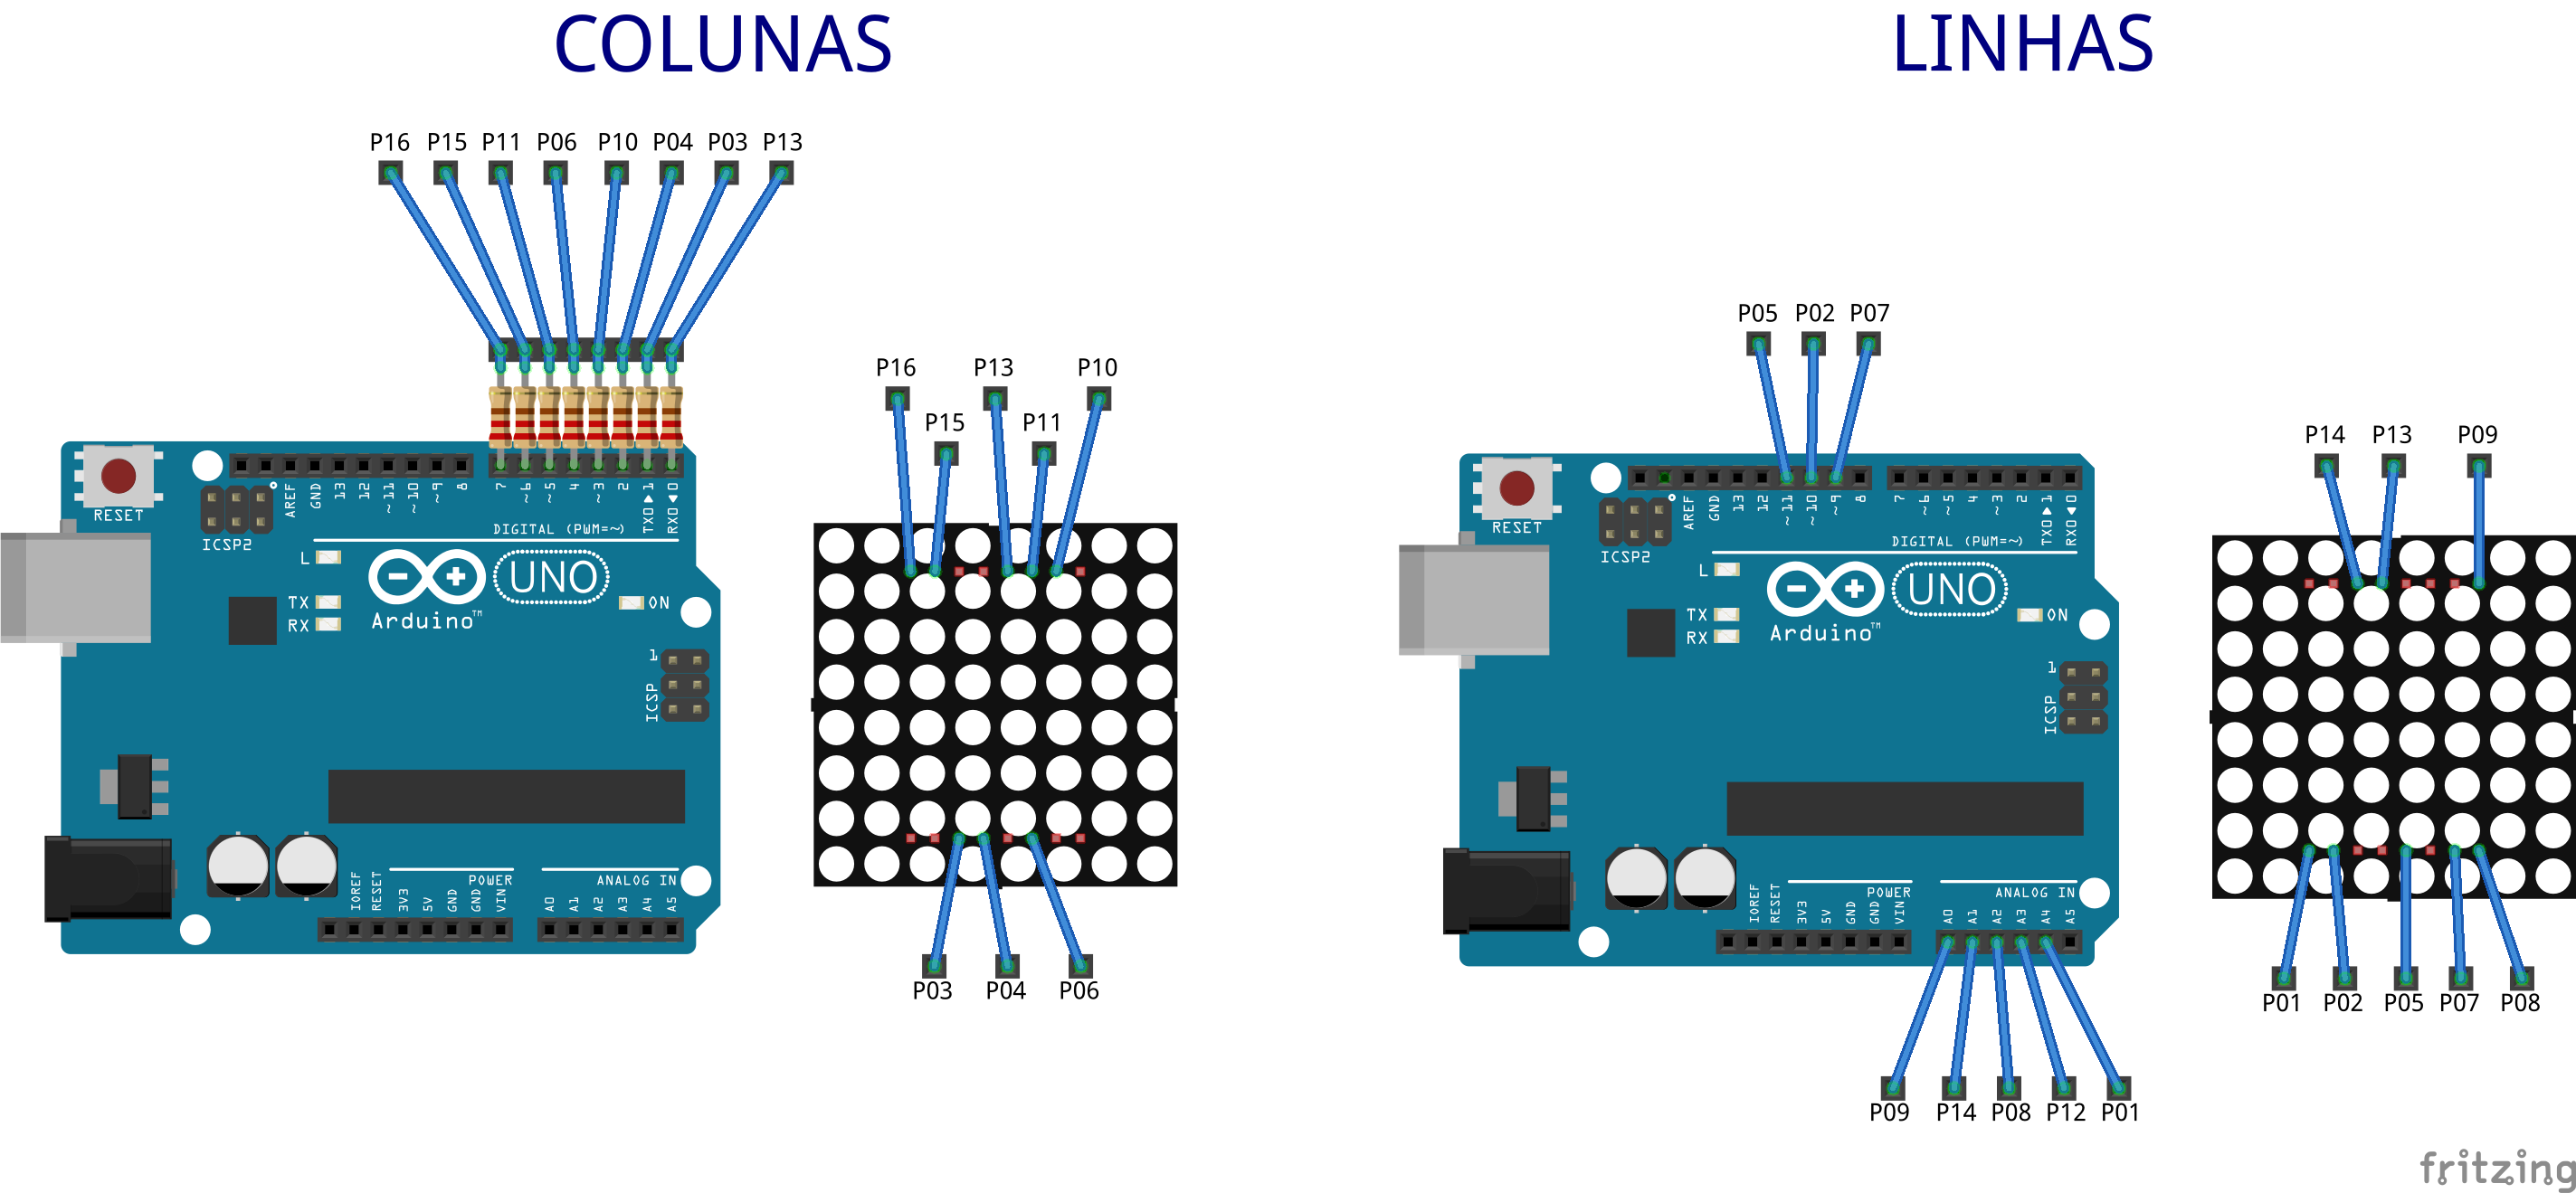 COLUNAS
LINHAS
P16 P15 P11 P06 P10 P04 P03 P13
P16 P13 P10
P15 P11
RESET
ICSP2
AREF GND 13 12 ~11 ~10 ~9 8 7 ~6 ~5 4 ~3 2 TX0 1 RX0 0
DIGITAL (PWM=~)
L
TX
RX
UNO
Arduino™
ON
1
ICSP
IOREF RESET 3V3 5V GND GND VIN
POWER
A0 A1 A2 A3 A4 A5
ANALOG IN
P03 P04 P06
P05 P02 P07
P14 P13 P09
RESET
ICSP2
AREF GND 13 12 ~11 ~10 ~9 8 7 ~6 ~5 4 ~3 2 TX0 1 RX0 0
DIGITAL (PWM=~)
L
TX
RX
UNO
Arduino™
ON
1
ICSP
IOREF RESET 3V3 5V GND GND VIN
POWER
A0 A1 A2 A3 A4 A5
ANALOG IN
P01 P02 P05 P07 P08
P09 P14 P08 P12 P01
fritzing